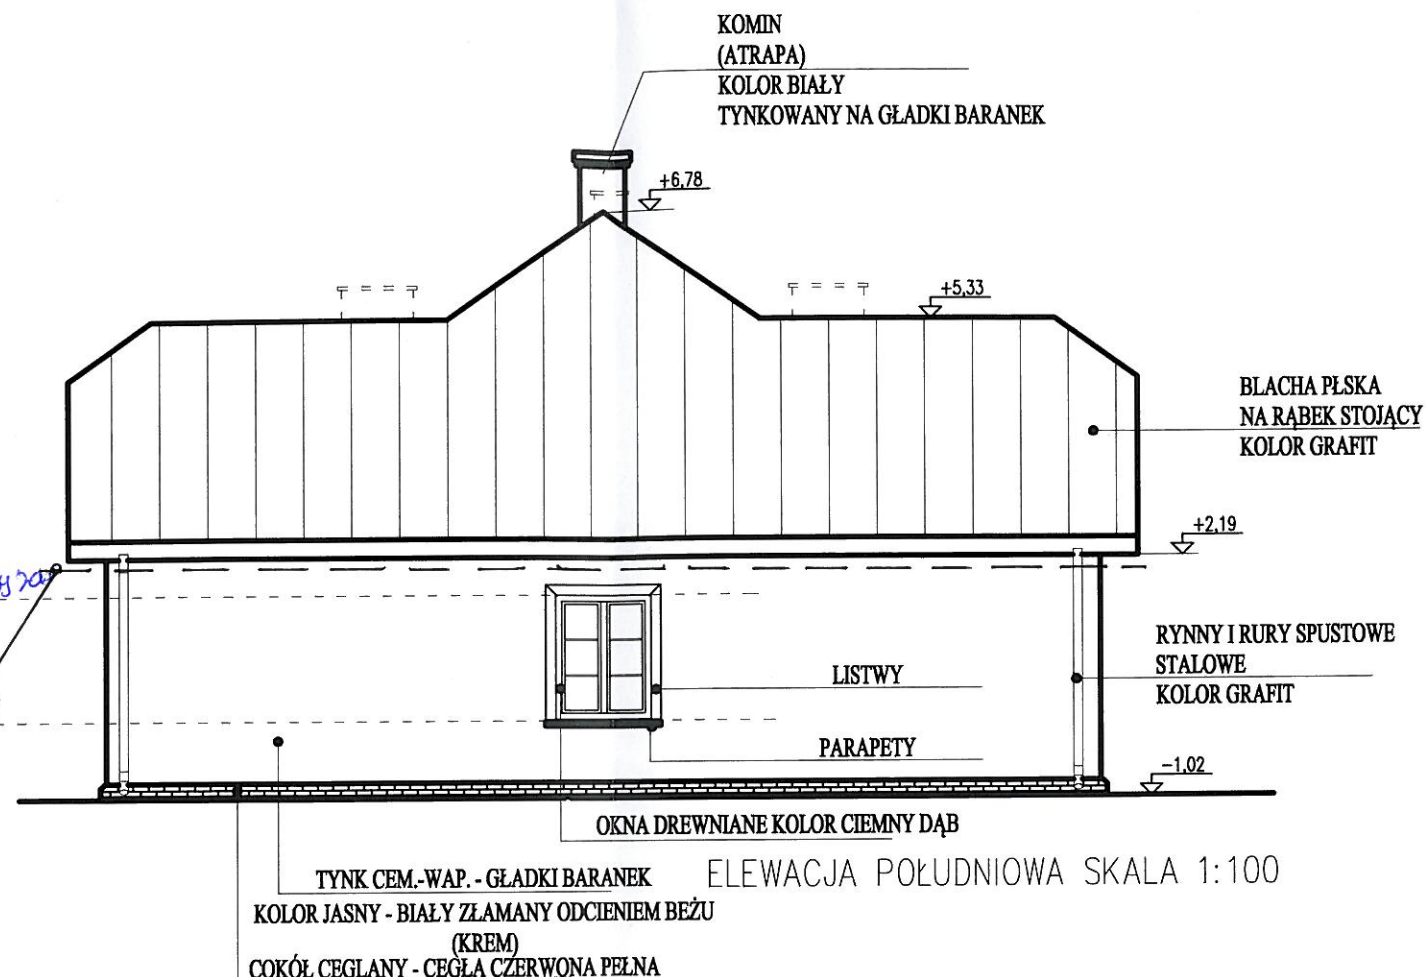 KOMIN
(ATRAPA)
KOLOR BIAŁY
TYNKOWANY NA GŁADKI BARANEK
+6,78
+5,33
BLACHA PŁSKA
NA RĄBEK STOJĄCY
KOLOR GRAFIT
+2,19
RYNNY I RURY SPUSTOWE
STALOWE
KOLOR GRAFIT
LISTWY
PARAPETY
-1,02
OKNA DREWNIANE KOLOR CIEMNY DĄB
ELEWACJA POŁUDNIOWA SKALA 1:100
TYNK CEM.-WAP. - GŁADKI BARANEK
KOLOR JASNY - BIAŁY ZŁAMANY ODCIENIEM BEŻU
(KREM)
COKÓŁ CEGLANY - CEGŁA CZERWONA PEŁNA